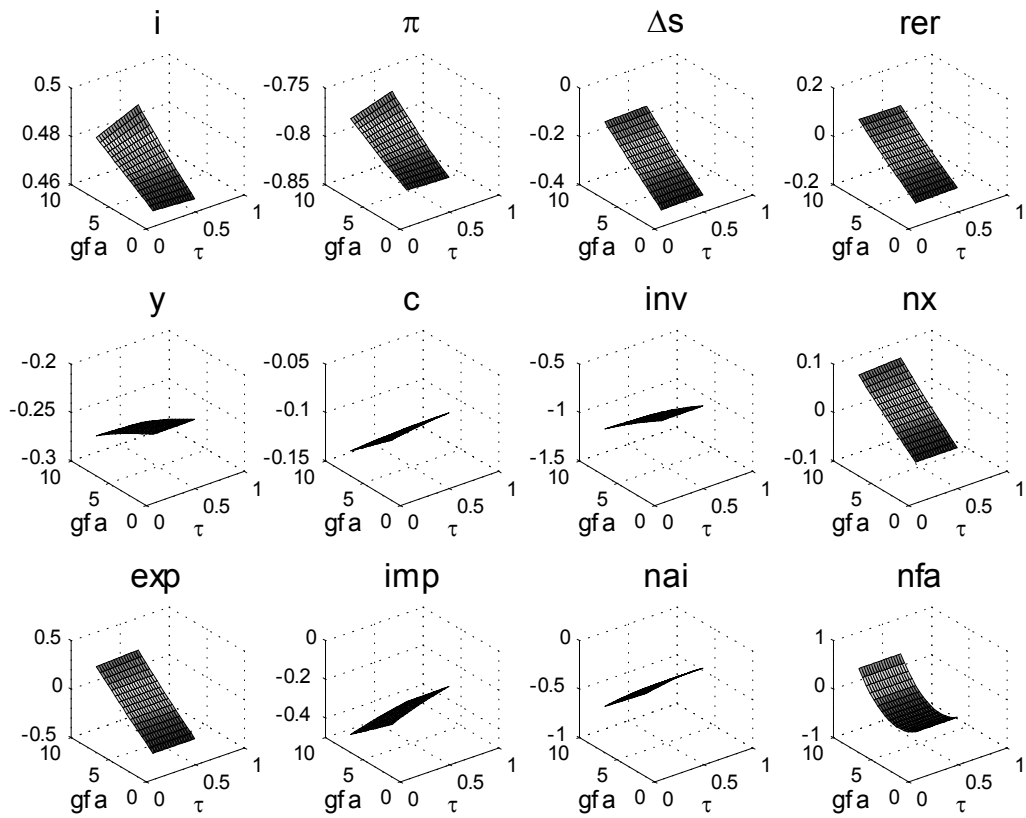 i π Δs rer
0.5 -0.75 0 0.2
0.48 -0.8 -0.2 0
0.46 -0.85 -0.4 -0.2
10 10 10 10
5 5 5 5
gfa 0 0 τ 0.5 1 gfa 0 0 τ 0.5 1 gfa 0 0 τ 0.5 1 gfa 0 0 τ 0.5 1
y c inv nx
-0.2 -0.05 -0.5 0.1
-0.25 -0.1 -1 0
-0.3 -0.15 -1.5 -0.1
10 10 10 10
5 5 5 5
gfa 0 0 τ 0.5 1 gfa 0 0 τ 0.5 1 gfa 0 0 τ 0.5 1 gfa 0 0 τ 0.5 1
exp imp nai nfa
0.5 0 0 1
0 -0.2 -0.5 0
-0.5 -0.4 -1 -1
10 10 10 10
5 5 5 5
gfa 0 0 τ 0.5 1 gfa 0 0 τ 0.5 1 gfa 0 0 τ 0.5 1 gfa 0 0 τ 0.5 1